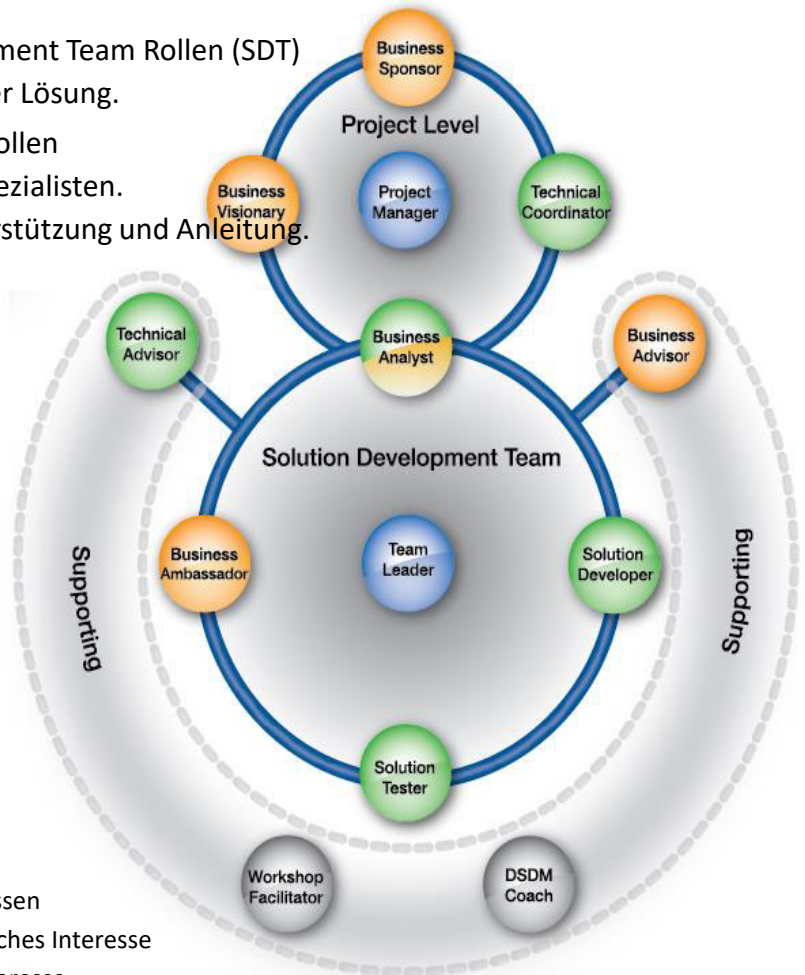 ment Team Rollen (SDT)
er Lösung.
ollen
ezialisten.
rstützung und Anleitung.
Business
Sponsor
Project Level
Business
Visionary
Project
Manager
Technical
Coordinator
Technical
Advisor
Business
Analyst
Business
Advisor
Solution Development Team
Business
Ambassador
Team
Leader
Solution
Developer
Supporting
Supporting
Solution
Tester
Workshop
Facilitator
DSDM
Coach
ssen
ches Interesse